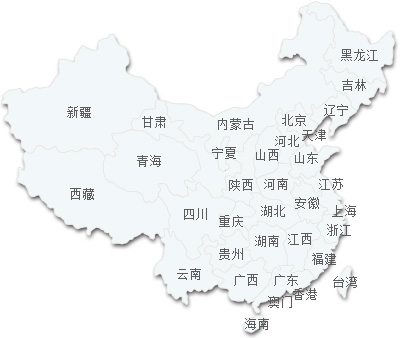 黑龙江
吉林
辽宁
新疆
甘肃
内蒙古
北京
天津
河北
宁夏
山西
山东
青海
陕西
河南
江苏
西藏
四川
重庆
湖北
安徽
上海
浙江
湖南
江西
贵州
福建
云南
广西
广东
台湾
香港
澳门
海南